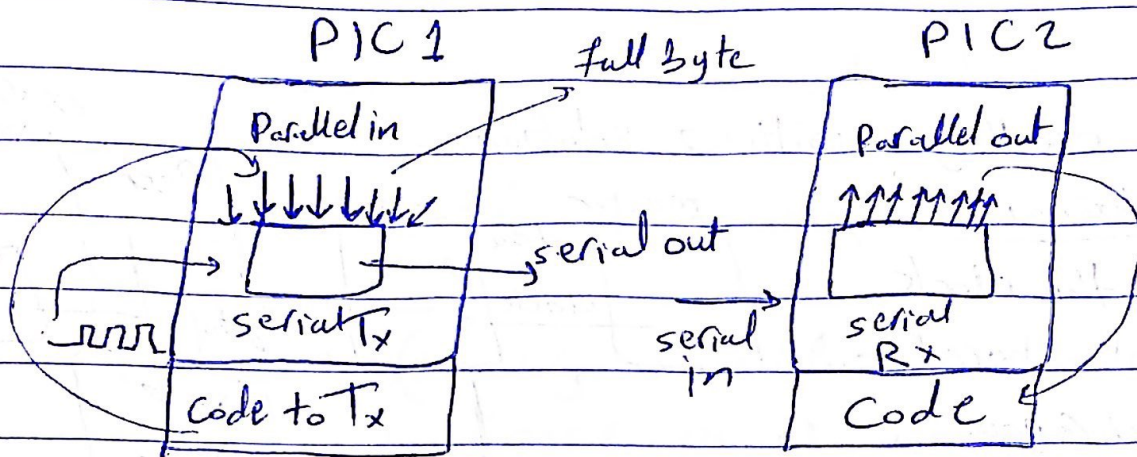 PIC 1
Full byte
PIC 2
Parallel in
Parallel out
serial out
serial Tx
serial in
serial Rx
Code to Tx
Code